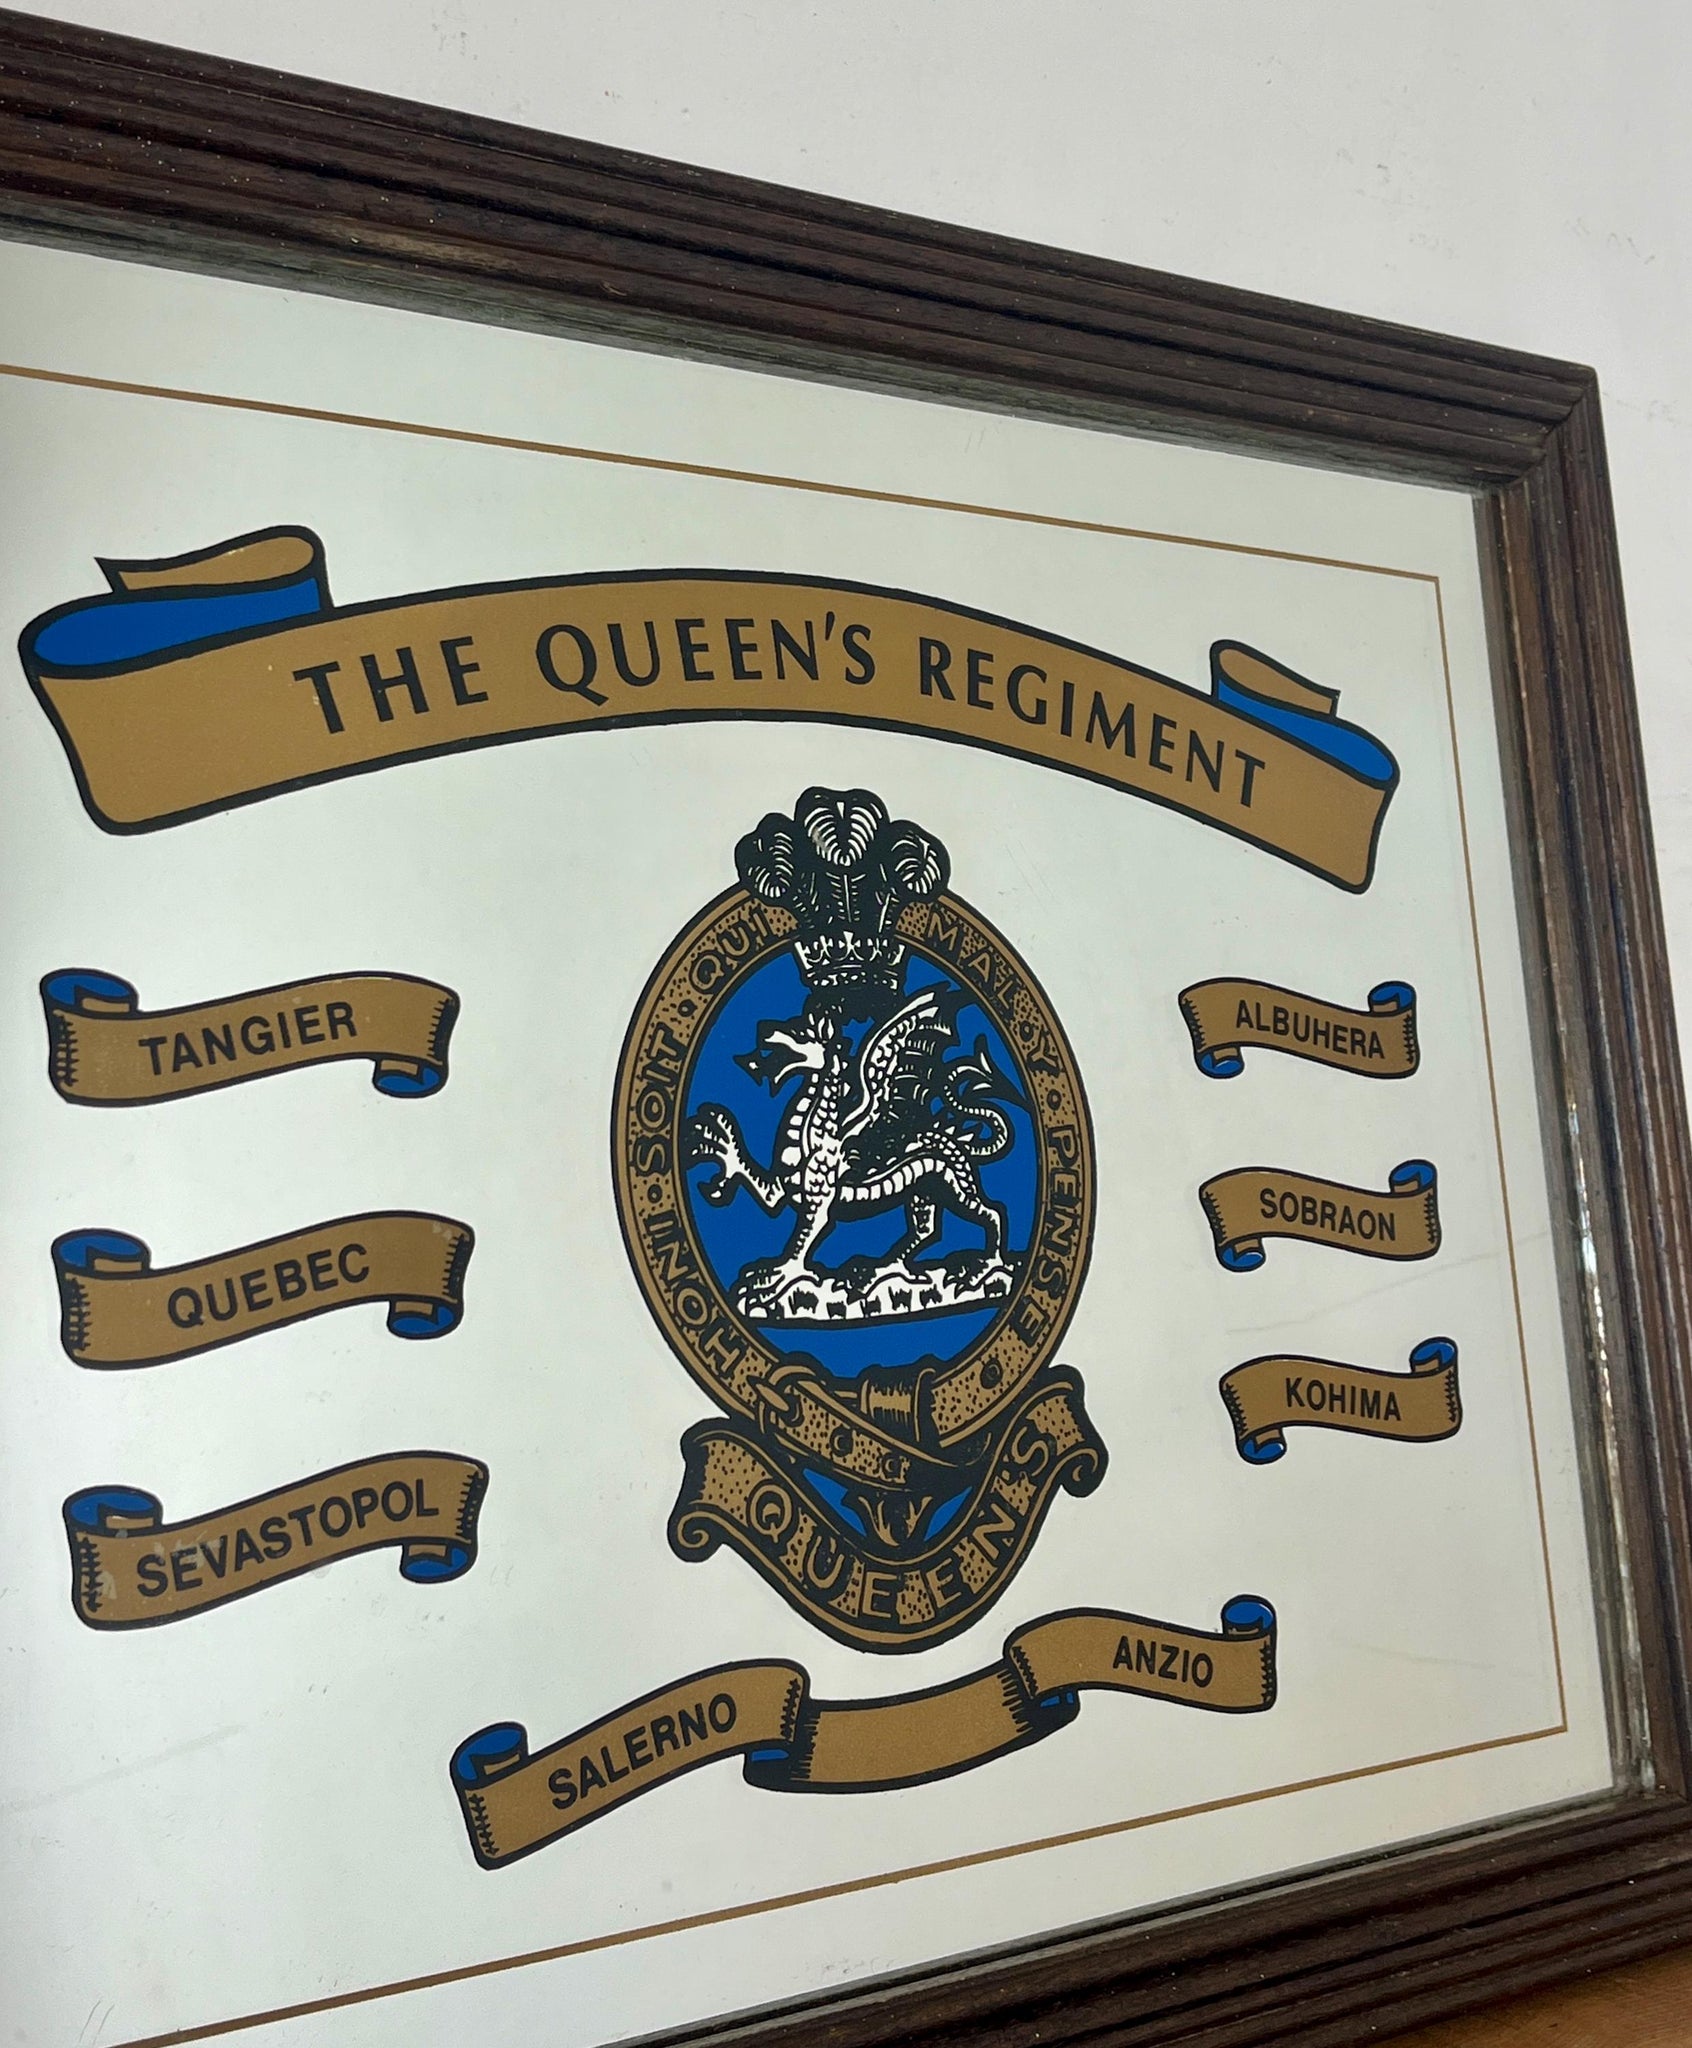 THE QUEEN'S REGIMENT
HONI · SOIT · QUI MAL · Y · PENSE
QUEEN'S
TANGIER
QUEBEC
SEVASTOPOL
ALBUHERA
SOBRAON
KOHIMA
SALERNO
ANZIO